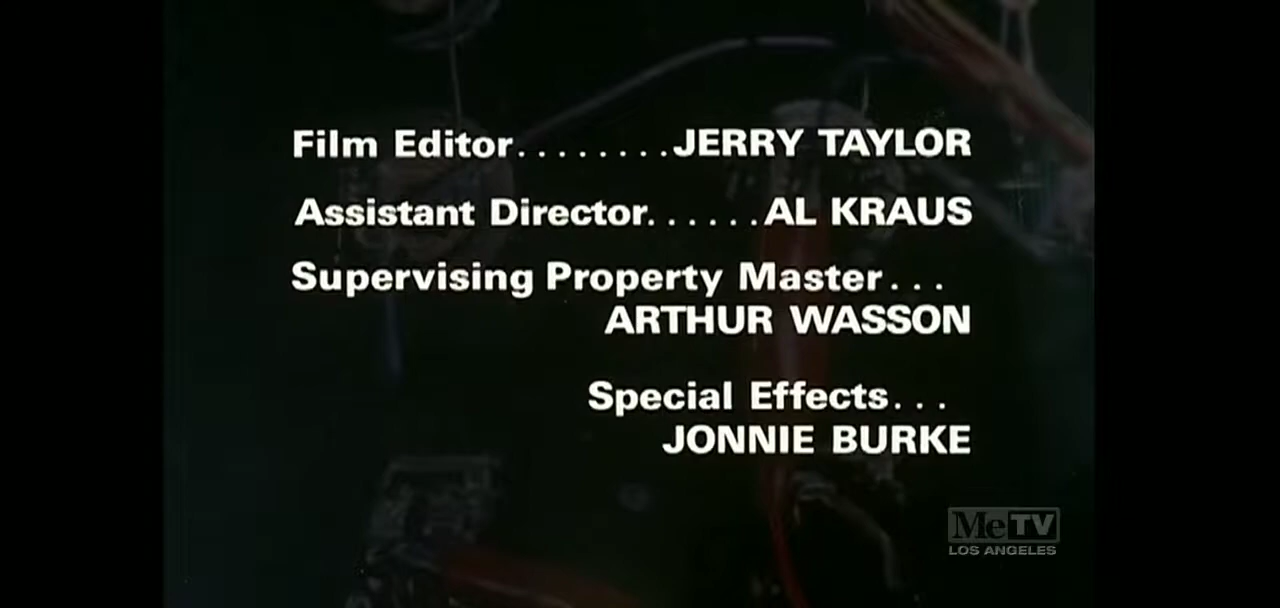 Film Editor........JERRY TAYLOR
Assistant Director......AL KRAUS
Supervising Property Master...
ARTHUR WASSON
Special Effects...
JONNIE BURKE
MeTV
LOS ANGELES